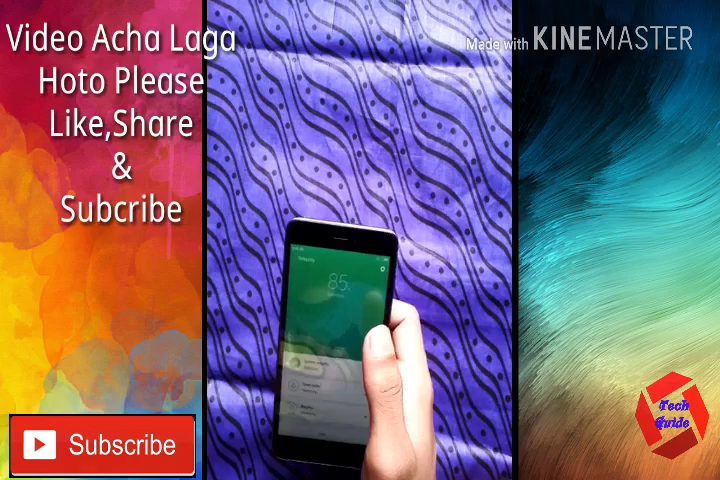 Video Acha Laga
Hoto Please
Like,Share
&
Subcribe
Subscribe
Made with KINEMASTER
Security
85
Tech
Guide